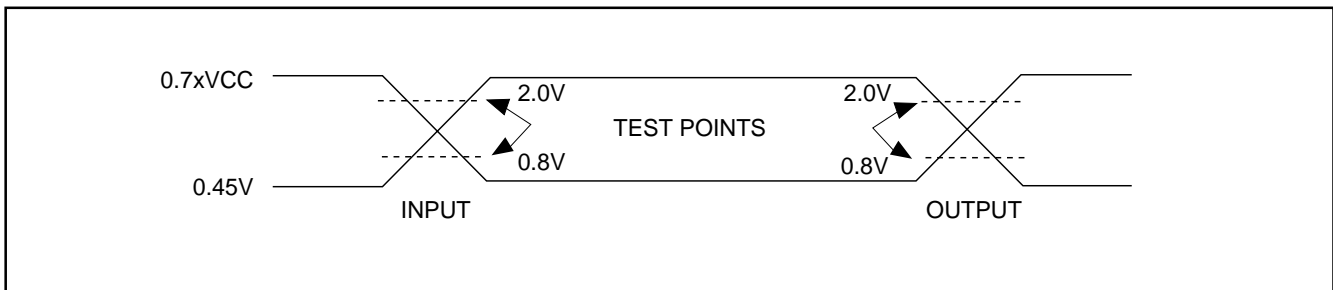 0.7xVCC
2.0V
2.0V
TEST POINTS
0.8V
0.8V
0.45V
INPUT
OUTPUT